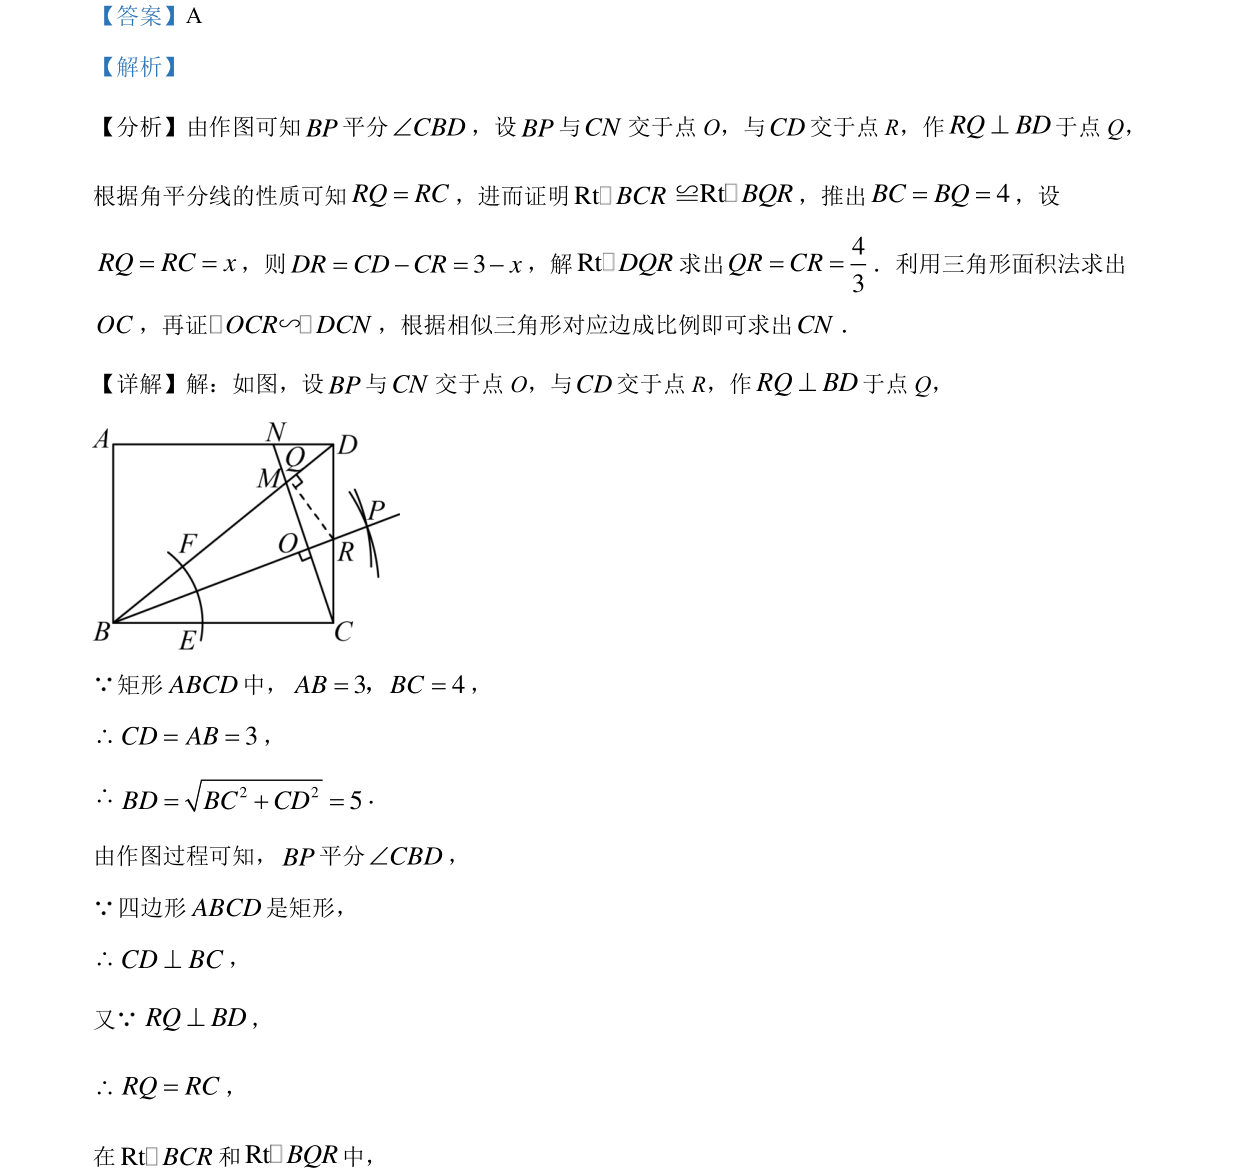 【答案】A
【解析】
【分析】由作图可知BP平分∠CBD，设BP与CN交于点O，与CD交于点R，作RQ⊥BD于点Q，
根据角平分线的性质可知RQ=RC，进而证明Rt□BCR≌Rt□BQR，推出BC=BQ=4，设
RQ=RC=x，则DR=CD−CR=3−x，解Rt□DQR求出QR=CR=4/3．利用三角形面积法求出
OC，再证□OCR∽□DCN，根据相似三角形对应边成比例即可求出CN．
【详解】解：如图，设BP与CN交于点O，与CD交于点R，作RQ⊥BD于点Q，
A N D
Q
M
P
F O R
B E C
∵矩形ABCD中，AB=3，BC=4，
∴CD=AB=3，
∴BD=√(BC²+CD²)=5．
由作图过程可知，BP平分∠CBD，
∵四边形ABCD是矩形，
∴CD⊥BC，
又∵RQ⊥BD，
∴RQ=RC，
在Rt□BCR和Rt□BQR中，